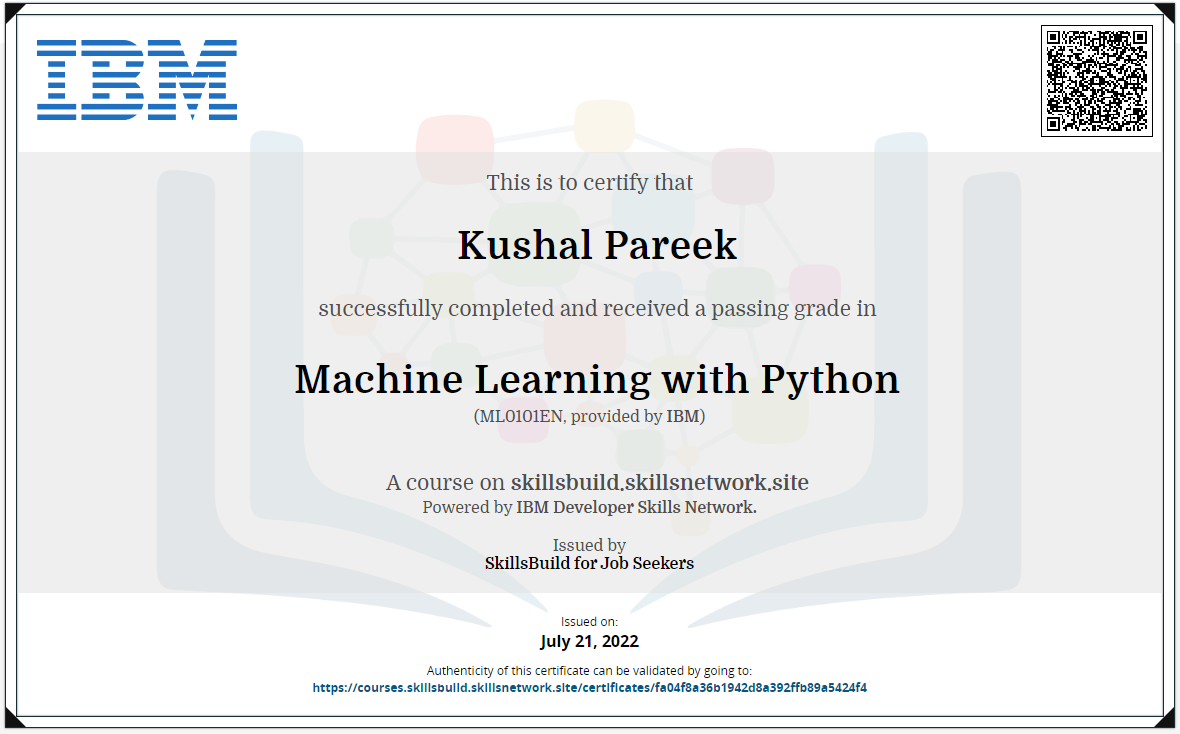 IBM
This is to certify that
Kushal Pareek
successfully completed and received a passing grade in
Machine Learning with Python
(ML0101EN, provided by IBM)
A course on skillsbuild.skillsnetwork.site
Powered by IBM Developer Skills Network.
Issued by
SkillsBuild for Job Seekers
Issued on:
July 21, 2022
Authenticity of this certificate can be validated by going to:
https://courses.skillsbuild.skillsnetwork.site/certificates/fa04f8a36b1942d8a392ffb89a5424f4